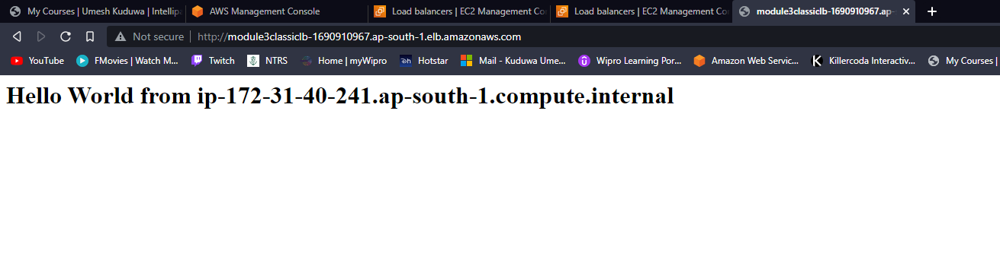 My Courses | Umesh Kuduwa | Intellipa
AWS Management Console
Load balancers | EC2 Management Co
Load balancers | EC2 Management Co
module3classiclb-1690910967.ap-
Not secure
http://module3classiclb-1690910967.ap-south-1.elb.amazonaws.com
YouTube
FMovies | Watch M...
Twitch
NTRS
Home | myWipro
Hotstar
Mail - Kuduwa Ume...
Wipro Learning Por...
Amazon Web Servic...
Killercoda Interactiv...
My Courses |
Hello World from ip-172-31-40-241.ap-south-1.compute.internal